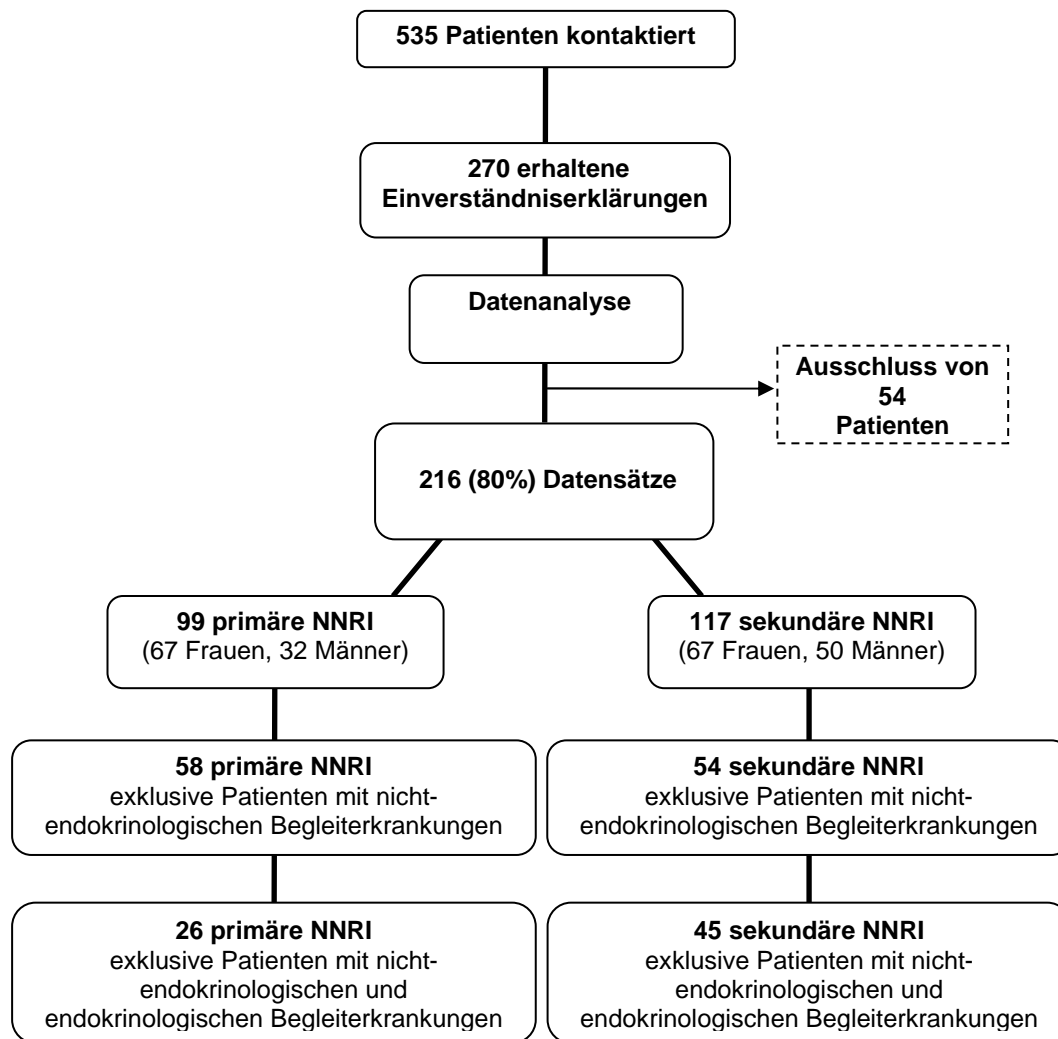 535 Patienten kontaktiert
270 erhaltene
Einverständniserklärungen
Datenanalyse
Ausschluss von
54
Patienten
216 (80%) Datensätze
99 primäre NNRI
(67 Frauen, 32 Männer)
117 sekundäre NNRI
(67 Frauen, 50 Männer)
58 primäre NNRI
exklusive Patienten mit nicht-
endokrinologischen Begleiterkrankungen
54 sekundäre NNRI
exklusive Patienten mit nicht-
endokrinologischen Begleiterkrankungen
26 primäre NNRI
exklusive Patienten mit nicht-
endokrinologischen und
endokrinologischen Begleiterkrankungen
45 sekundäre NNRI
exklusive Patienten mit nicht-
endokrinologischen und
endokrinologischen Begleiterkrankungen